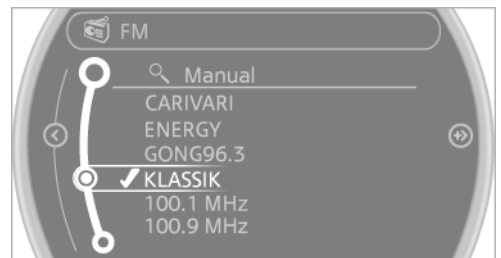 FM
Manual
CARIVARI
ENERGY
GONG96.3
KLASSIK
100.1 MHz
100.9 MHz